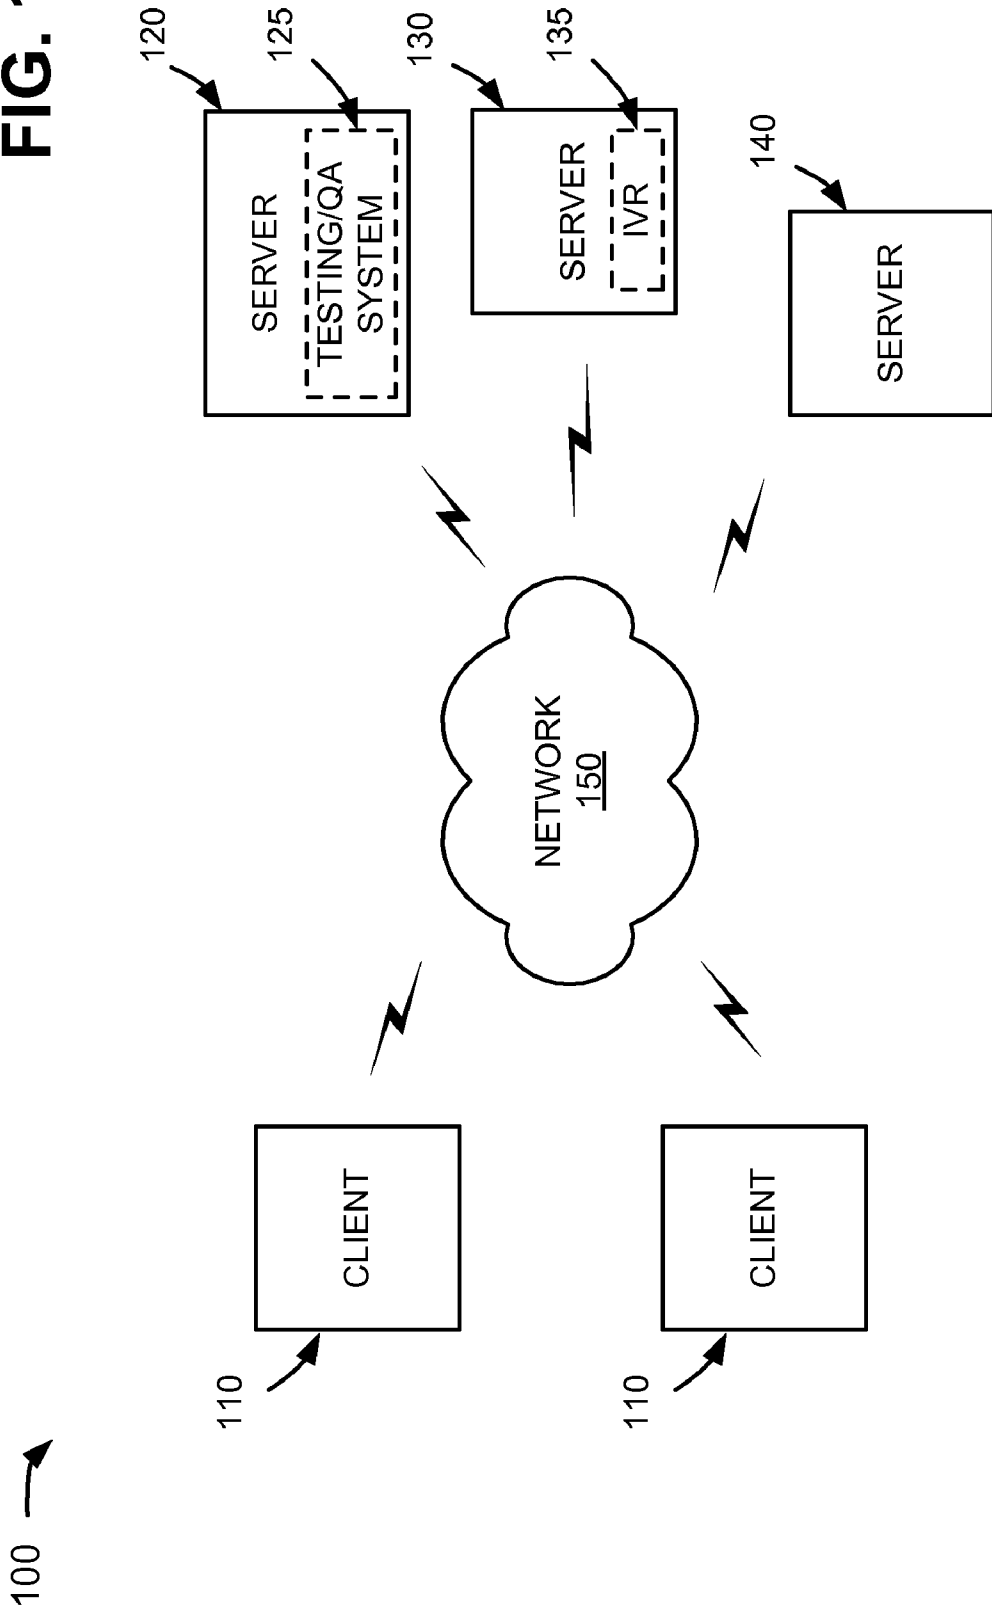 100
FIG.
120
SERVER
125
TESTING/QA
SYSTEM
110
CLIENT
130
SERVER
135
IVR
NETWORK
150
110
CLIENT
140
SERVER